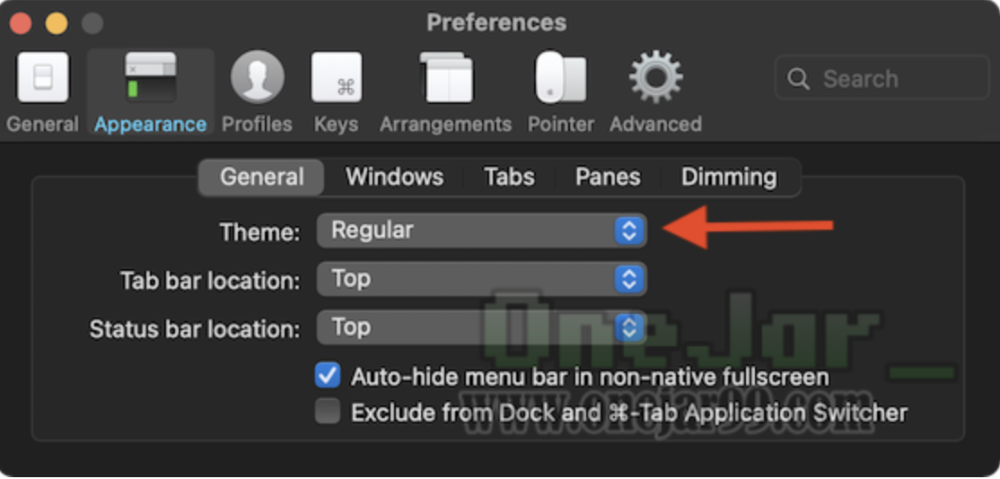 Preferences
General Appearance Profiles Keys Arrangements Pointer Advanced Search
General Windows Tabs Panes Dimming
Theme: Regular
Tab bar location: Top
Status bar location: Top
OneJar_
Auto-hide menu bar in non-native fullscreen
www.onejar99.com
Exclude from Dock and ⌘-Tab Application Switcher